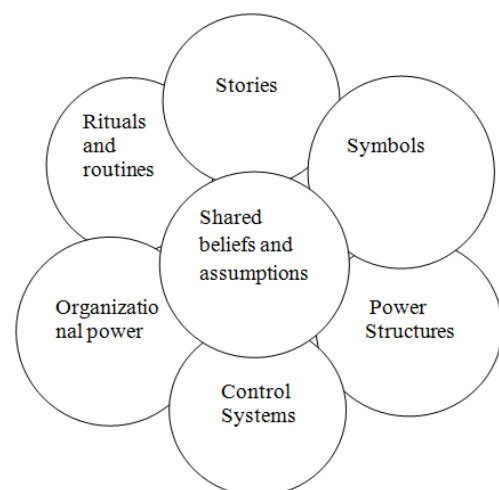 Stories
Rituals
and
routines
Symbols
Shared
beliefs and
assumptions
Organizatio
nal power
Power
Structures
Control
Systems